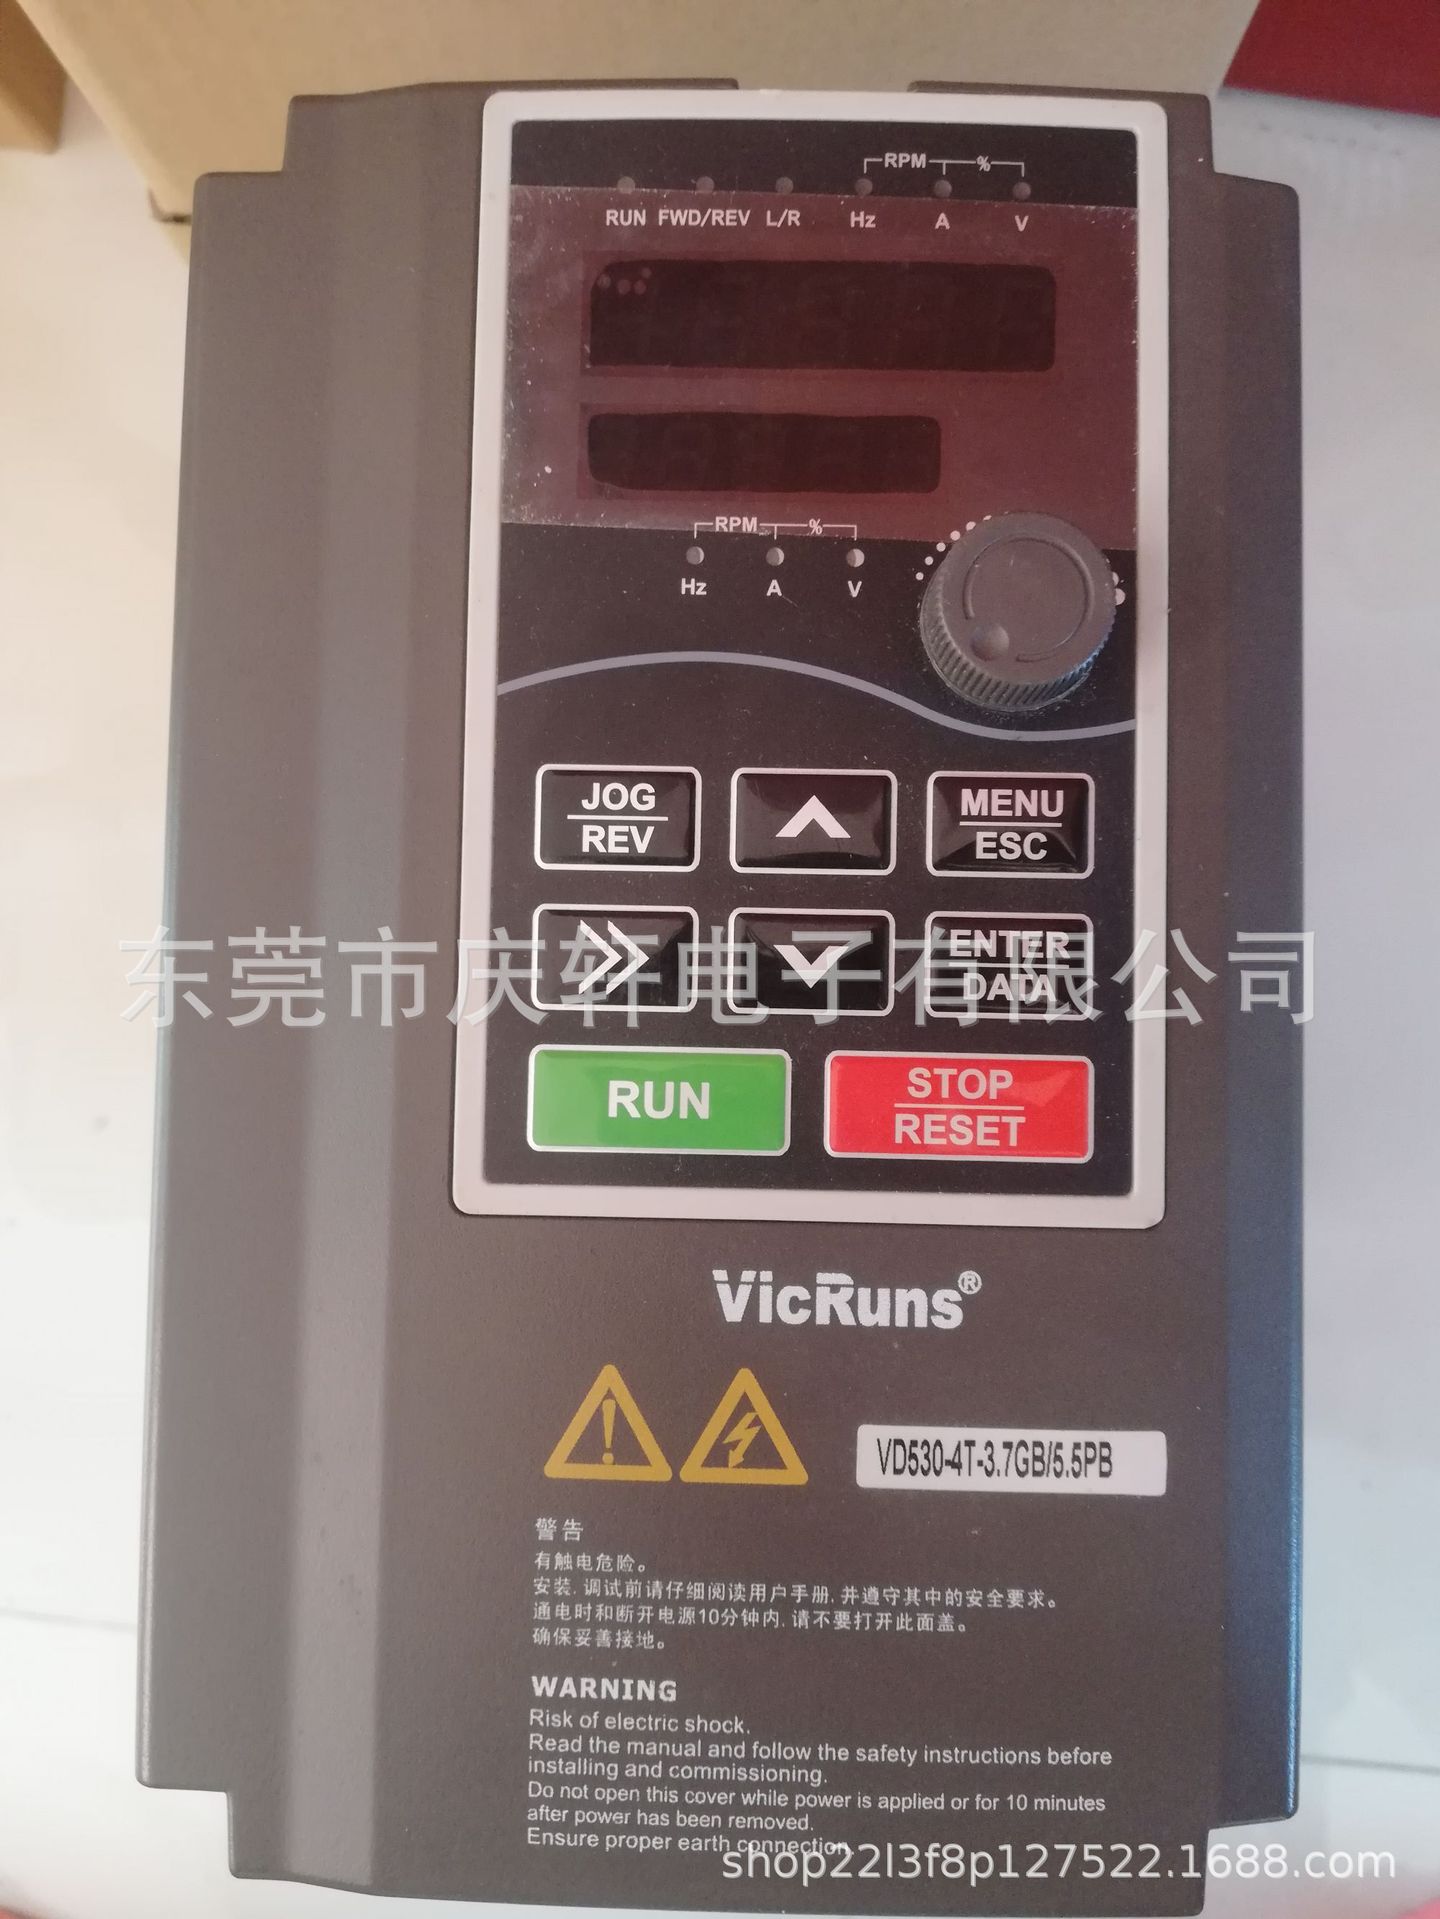 RPM %
RUN FWD/REV L/R Hz A V
RPM %
Hz A V
JOG
REV
MENU
ESC
ENTER
DATA
东莞市庆轩电子有限公司
RUN
STOP
RESET
VicRuns®
VD530-4T-3.7GB/5.5PB
警告
有触电危险。
安装,调试前请仔细阅读用户手册,并遵守其中的安全要求。
通电时和断开电源10分钟内,请不要打开此面盖。
确保妥善接地。
WARNING
Risk of electric shock.
Read the manual and follow the safety instructions before
installing and commissioning.
Do not open this cover while power is applied or for 10 minutes
after power has been removed.
Ensure proper earth connection.
shop22l3f8p127522.1688.com